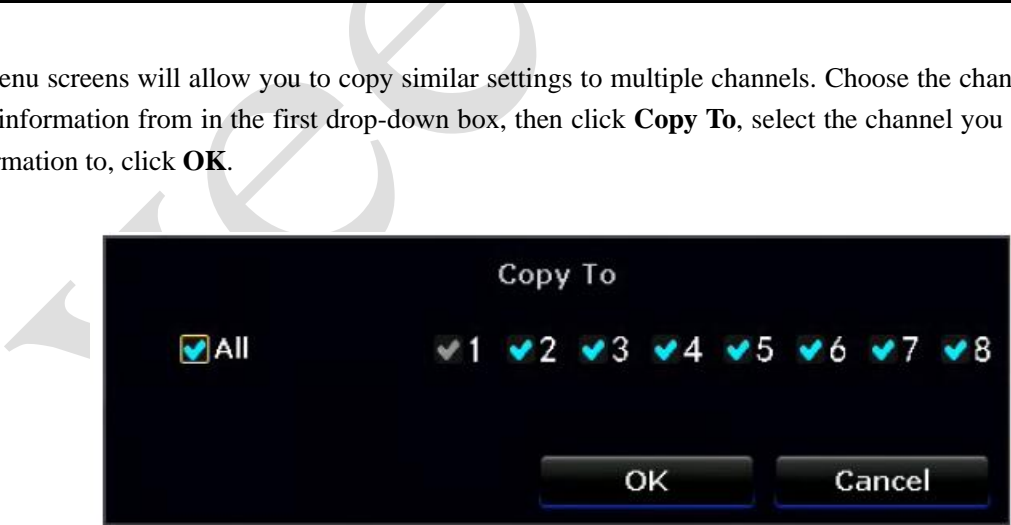 enu screens will allow you to copy similar settings to multiple channels. Choose the chan
information from in the first drop-down box, then click Copy To, select the channel you
rmation to, click OK.
Copy To
All 1 2 3 4 5 6 7 8
OK Cancel